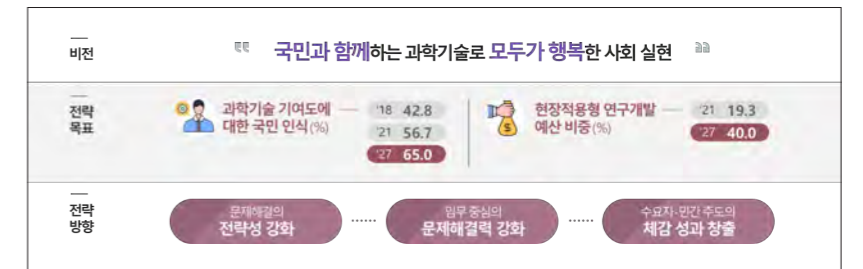 비전
국민과 함께하는 과학기술로 모두가 행복한 사회 실현
전략
목표
과학기술 기여도에
대한 국민 인식(%)
'18 42.8
'21 56.7
'27 65.0
현장적용형 연구개발
예산 비중(%)
'21 19.3
'27 40.0
전략
방향
문제해결의
전략성 강화
······
임무 중심의
문제해결력 강화
······
수요자·민간 주도의
체감 성과 창출